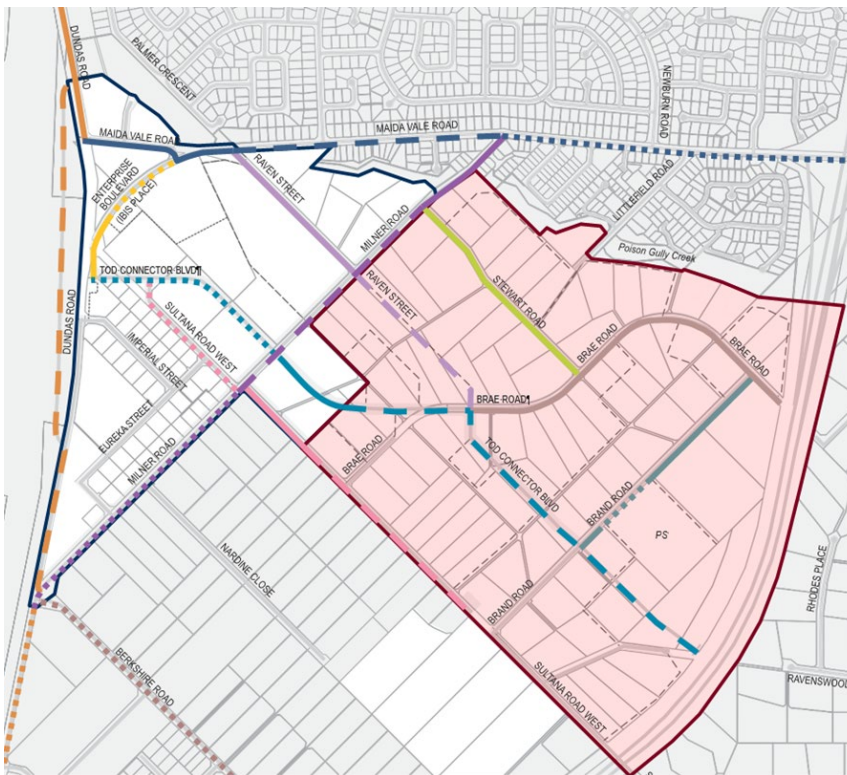 DUNDAS ROAD
PALMER CRESCENT
MAIDA VALE ROAD
MAIDA VALE ROAD
NEWBURN ROAD
ENTERPRISE
BOULEVARD
(IBIS PLACE)
RAVEN STREET
LITTLEFIELD ROAD
MILNER ROAD
Poison Gully Creek
TOD CONNECTOR BLVD¶
RAVEN STREET
STEWART ROAD
SULTANA ROAD WEST
DUNDAS ROAD
IMPERIAL STREET
BRAE ROAD
BRAE ROAD
BRAE ROAD¶
EUREKA STREET
BRAE ROAD
MILNER ROAD
TOD CONNECTOR BLVD
BRAND ROAD
PS
NARDINE CLOSE
RHODES PLACE
BRAND ROAD
BERKSHIRE ROAD
SULTANA ROAD WEST
RAVENSWOOD